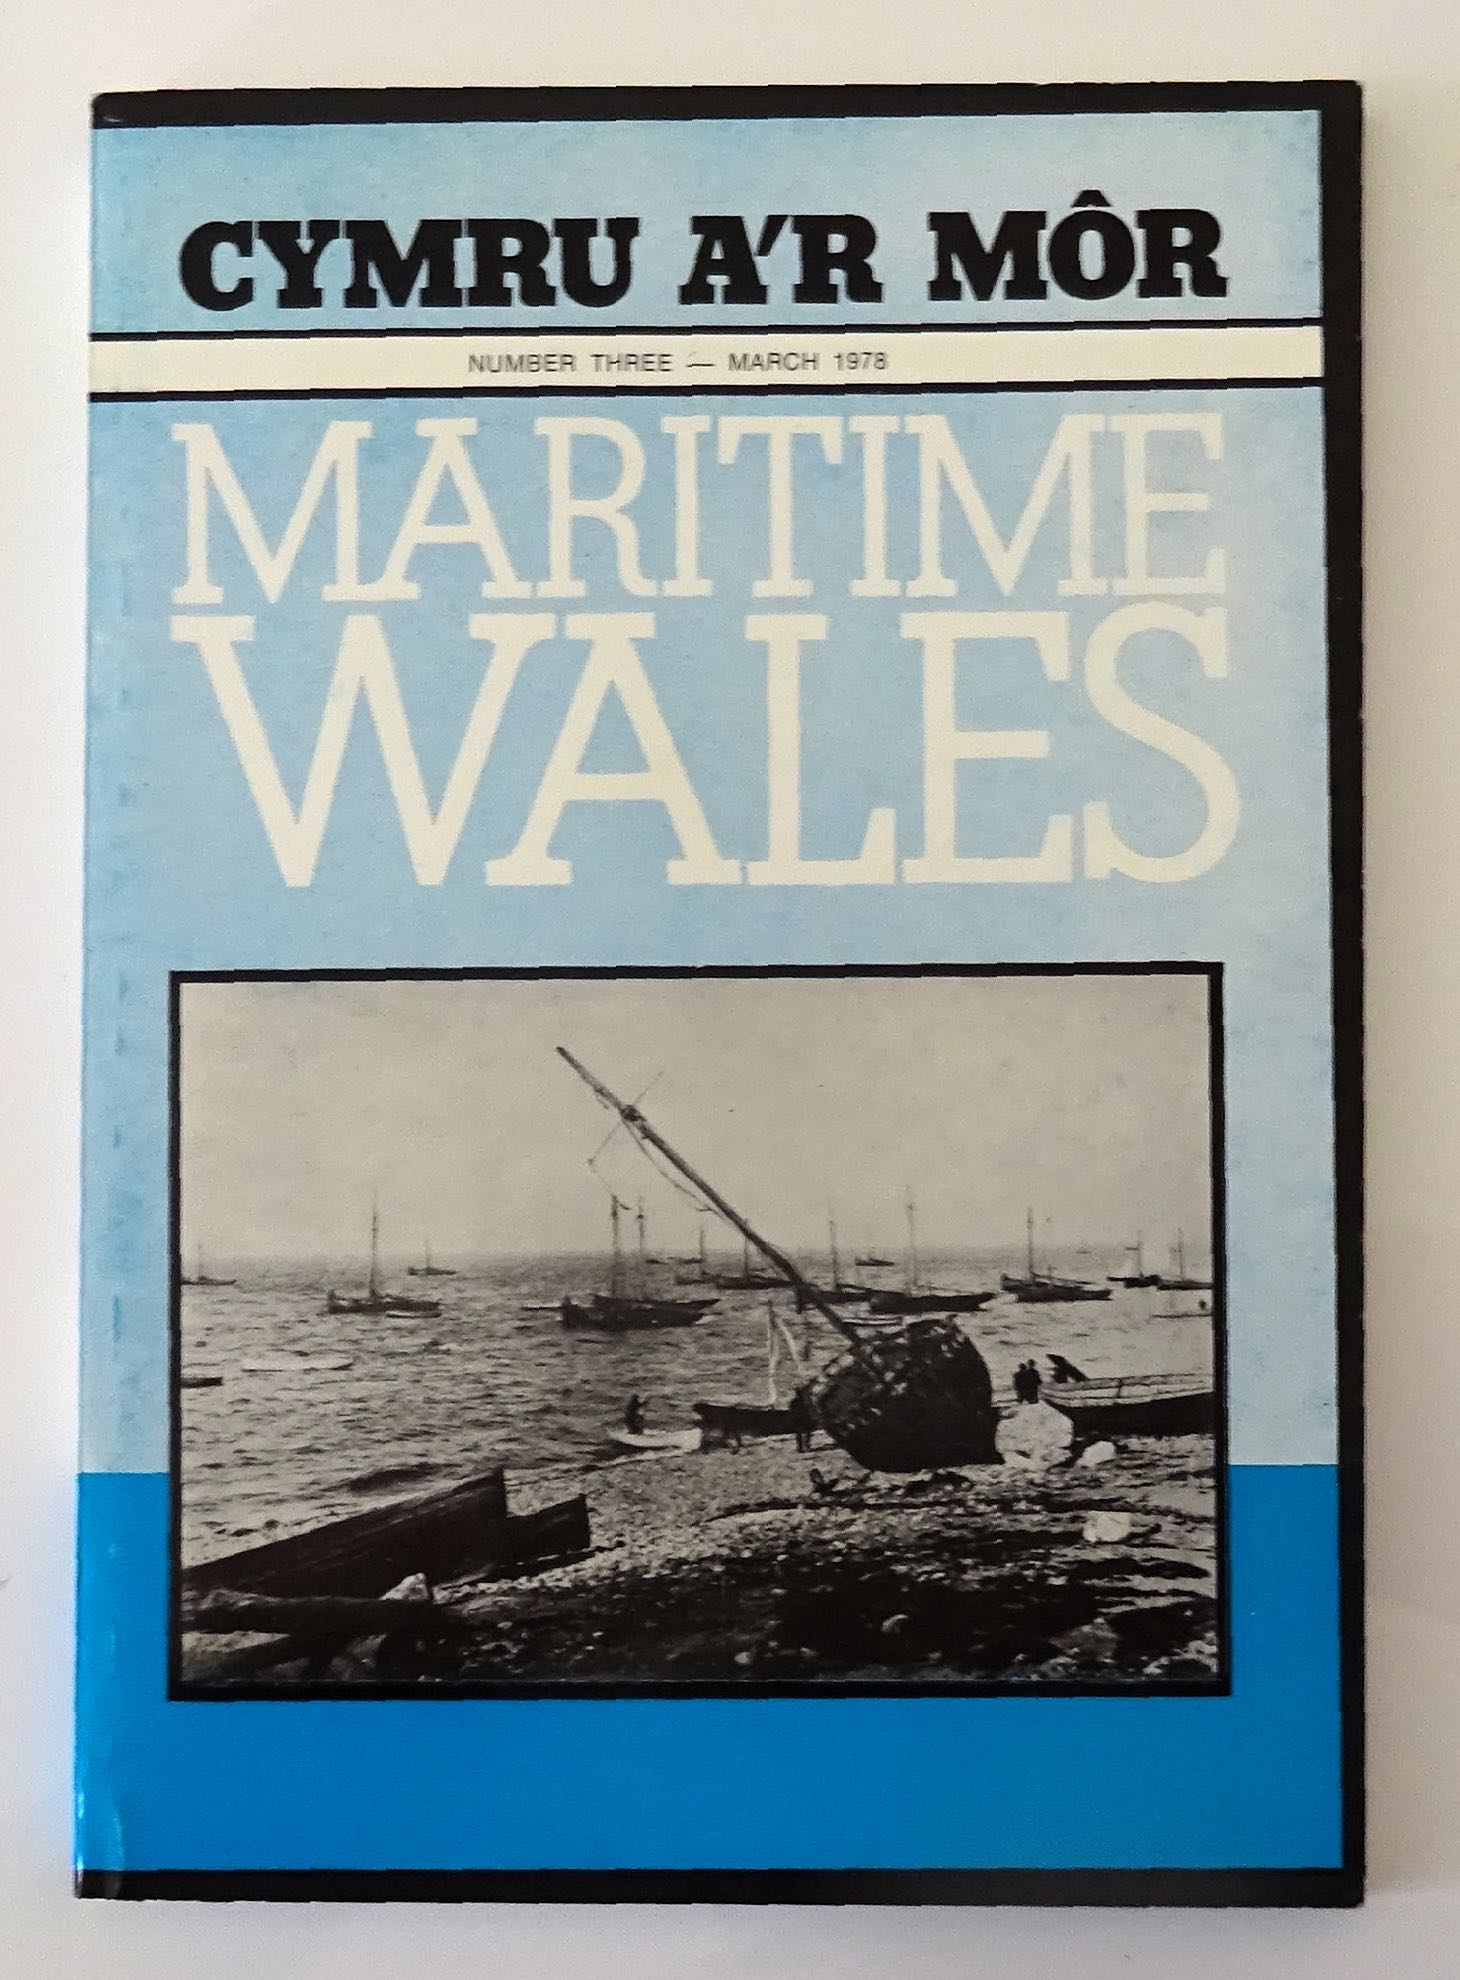 CYMRU A'R MÔR
NUMBER THREE — MARCH 1978
MARITIME
WALES